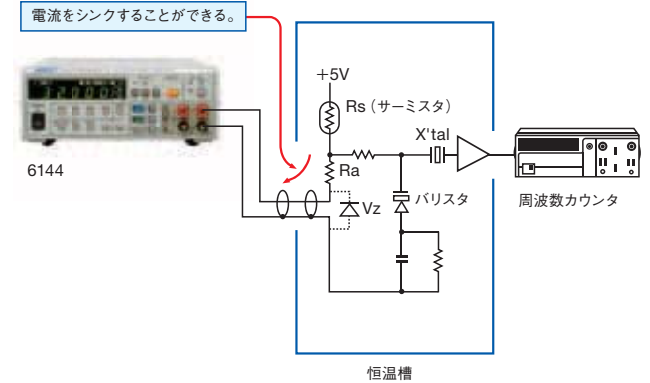 電流をシンクすることができる。
+5V
Rs（サーミスタ）
X'tal
6144
Ra
バリスタ
周波数カウンタ
Vz
恒温槽